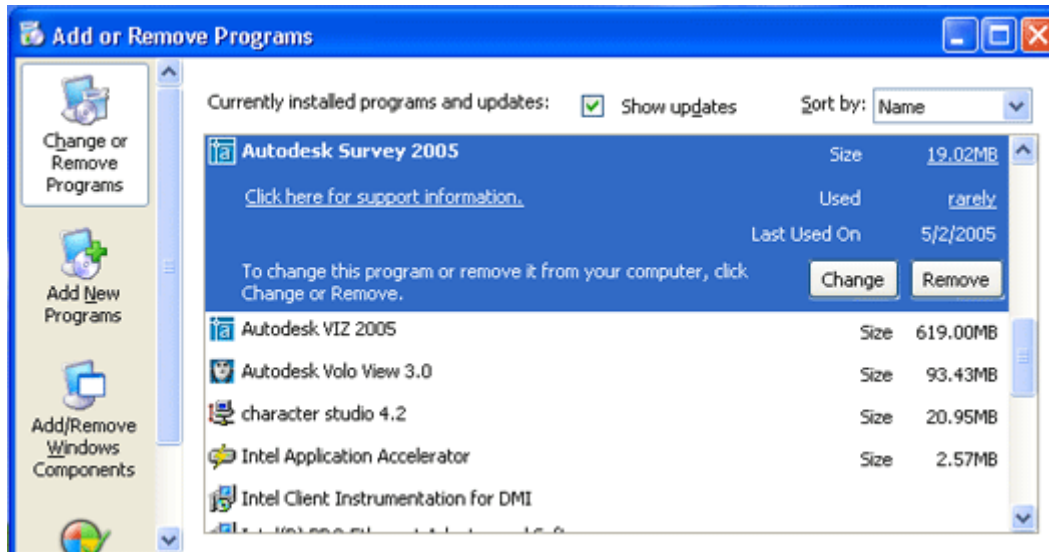 Add or Remove Programs
Change or
Remove
Programs
Add New
Programs
Add/Remove
Windows
Components
Currently installed programs and updates:
Show updates
Sort by: Name
Autodesk Survey 2005 Size 19.02MB
Click here for support information. Used rarely
Last Used On 5/2/2005
To change this program or remove it from your computer, click
Change or Remove.
Change Remove
Autodesk VIZ 2005 Size 619.00MB
Autodesk Volo View 3.0 Size 93.43MB
character studio 4.2 Size 20.95MB
Intel Application Accelerator Size 2.57MB
Intel Client Instrumentation for DMI